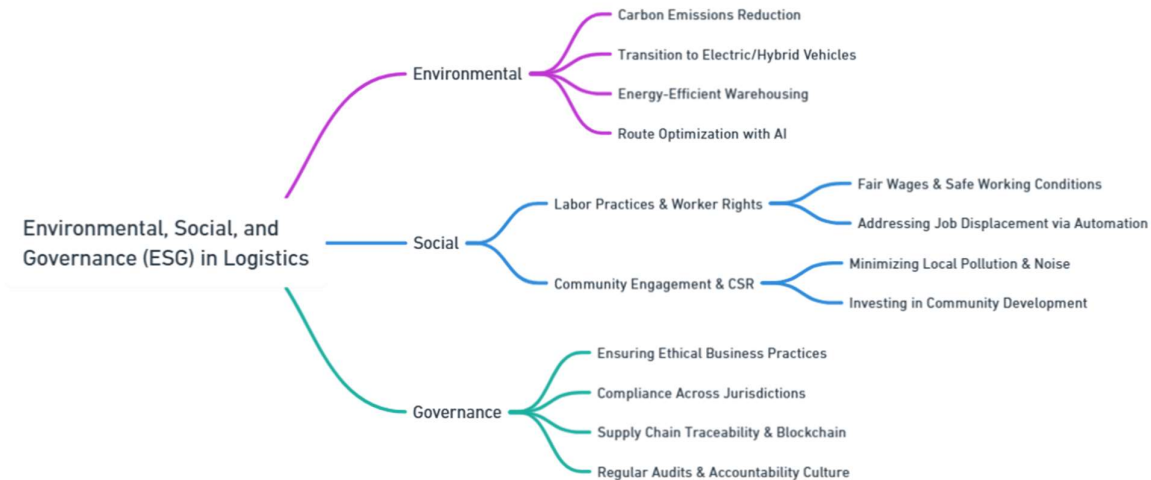 Environmental, Social, and
Governance (ESG) in Logistics
Environmental
Carbon Emissions Reduction
Transition to Electric/Hybrid Vehicles
Energy-Efficient Warehousing
Route Optimization with AI
Social
Labor Practices & Worker Rights
Fair Wages & Safe Working Conditions
Addressing Job Displacement via Automation
Community Engagement & CSR
Minimizing Local Pollution & Noise
Investing in Community Development
Governance
Ensuring Ethical Business Practices
Compliance Across Jurisdictions
Supply Chain Traceability & Blockchain
Regular Audits & Accountability Culture